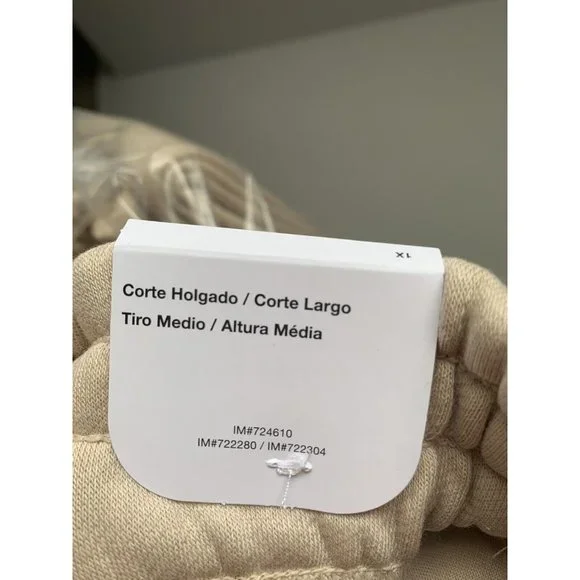 1X
Corte Holgado / Corte Largo
Tiro Medio / Altura Média
IM#724610
IM#722280 / IM#722304